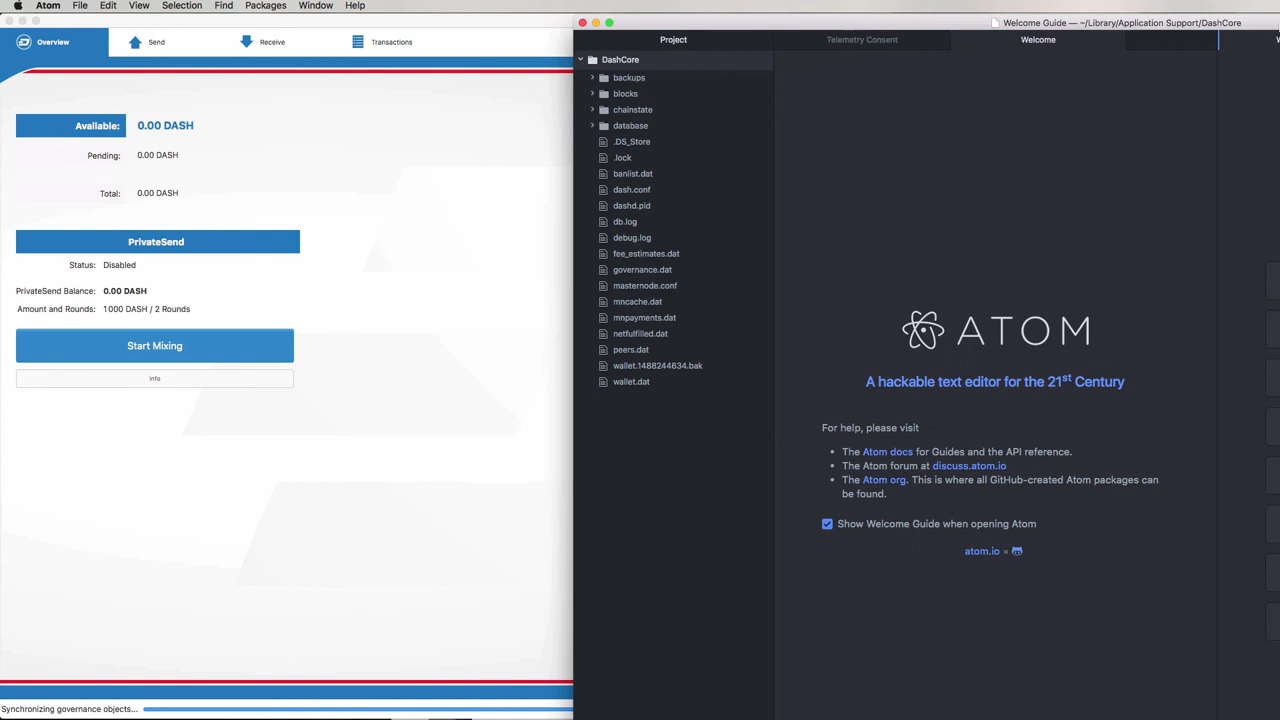 Atom File Edit View Selection Find Packages Window Help
Overview
Send
Receive
Transactions
Available: 0.00 DASH
Pending: 0.00 DASH
Total: 0.00 DASH
PrivateSend
Status: Disabled
PrivateSend Balance: 0.00 DASH
Amount and Rounds: 1000 DASH / 2 Rounds
Start Mixing
Info
Synchronizing governance objects...
Welcome Guide — ~/Library/Application Support/DashCore
Project
Telemetry Consent
Welcome
DashCore
backups
blocks
chainstate
database
.DS_Store
.lock
banlist.dat
dash.conf
dashd.pid
db.log
debug.log
fee_estimates.dat
governance.dat
masternode.conf
mncache.dat
mnpayments.dat
netfulfilled.dat
peers.dat
wallet.1488244634.bak
wallet.dat
ATOM
A hackable text editor for the 21st Century
For help, please visit
• The Atom docs for Guides and the API reference.
• The Atom forum at discuss.atom.io
• The Atom org. This is where all GitHub-created Atom packages can
be found.
Show Welcome Guide when opening Atom
atom.io ×